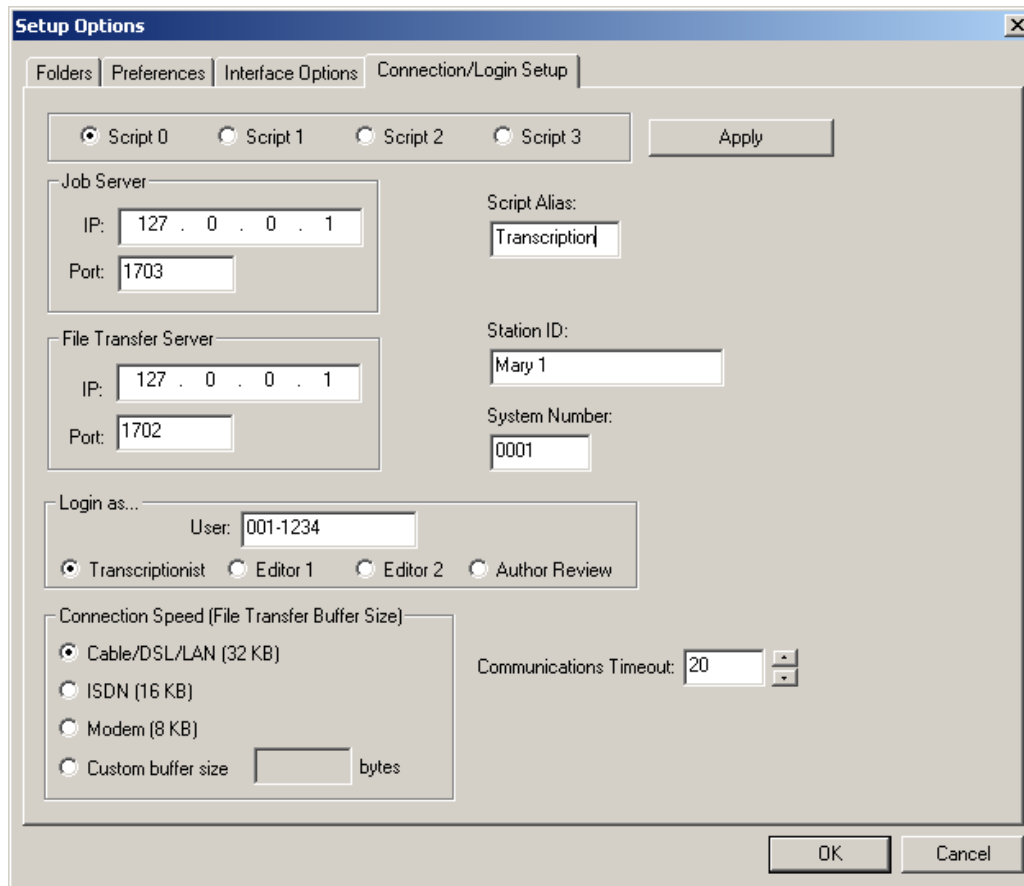 Setup Options
Folders Preferences Interface Options Connection/Login Setup
Script 0 Script 1 Script 2 Script 3 Apply
Job Server
IP: 127 . 0 . 0 . 1
Port: 1703
Script Alias:
Transcription
File Transfer Server
IP: 127 . 0 . 0 . 1
Port: 1702
Station ID:
Mary 1
System Number:
0001
Login as...
User: 001-1234
Transcriptionist Editor 1 Editor 2 Author Review
Connection Speed (File Transfer Buffer Size)
Cable/DSL/LAN (32 KB)
ISDN (16 KB)
Modem (8 KB)
Custom buffer size bytes
Communications Timeout: 20
OK Cancel